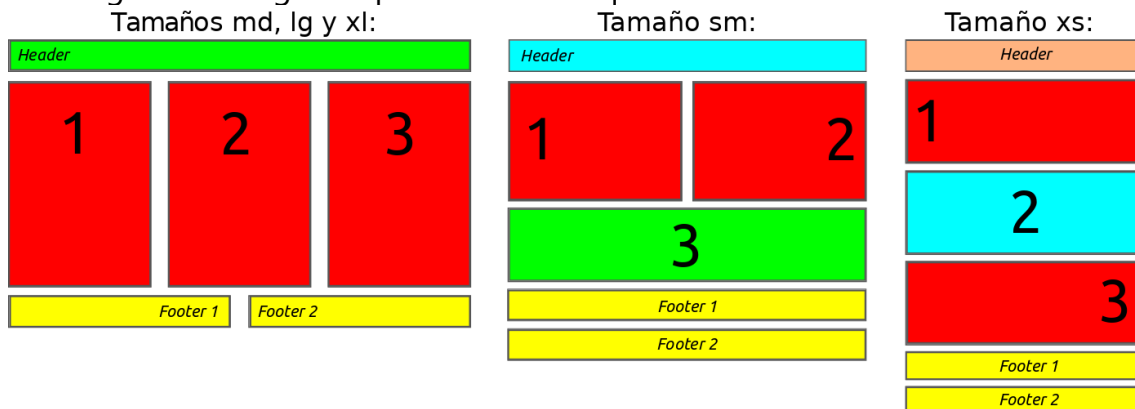 Tamaños md, lg y xl:
Header
1 2 3
Footer 1 Footer 2
Tamaño sm:
Header
1 2
3
Footer 1
Footer 2
Tamaño xs:
Header
1
2
3
Footer 1
Footer 2